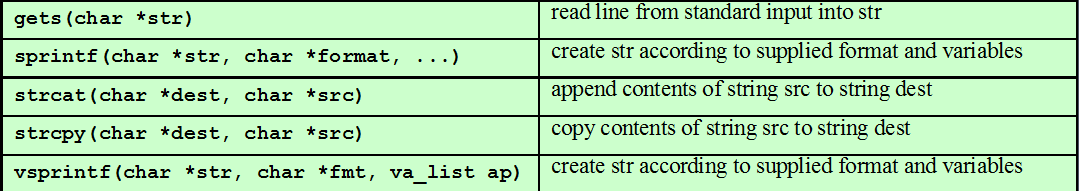 gets(char *str) read line from standard input into str
sprintf(char *str, char *format, ...) create str according to supplied format and variables
strcat(char *dest, char *src) append contents of string src to string dest
strcpy(char *dest, char *src) copy contents of string src to string dest
vsprintf(char *str, char *fmt, va_list ap) create str according to supplied format and variables